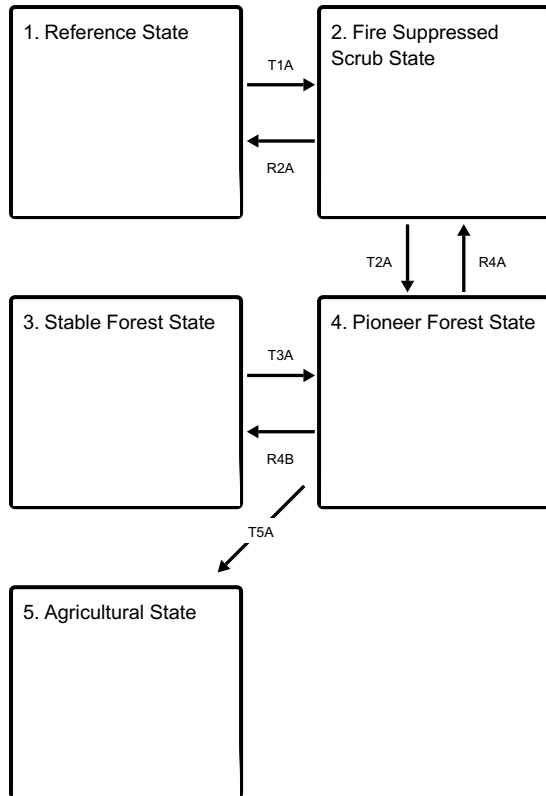 1. Reference State
2. Fire Suppressed
Scrub State
T1A
R2A
T2A
R4A
3. Stable Forest State
4. Pioneer Forest State
T3A
R4B
T5A
5. Agricultural State